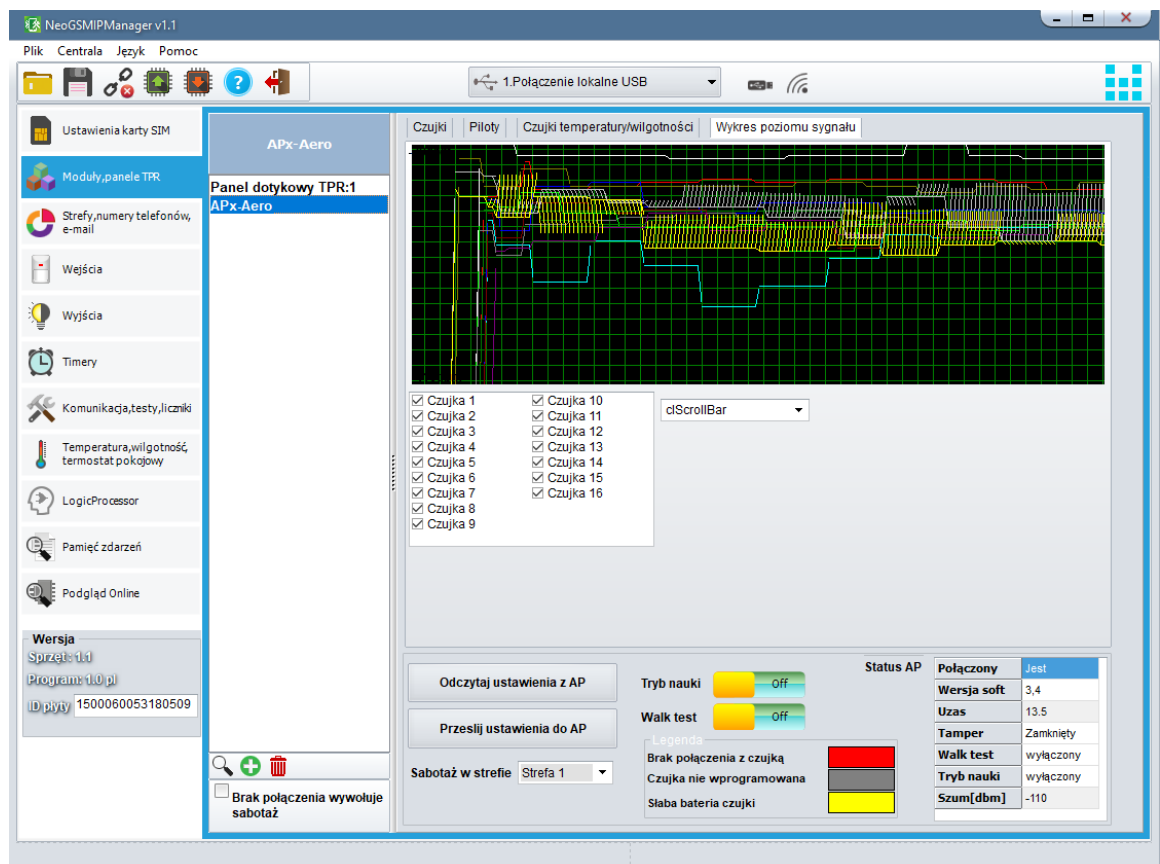 NeoGSMIPManager v1.1
Plik Centrala Język Pomoc
1.Połączenie lokalne USB
Ustawienia karty SIM
Moduły,panele TPR
Strefy,numery telefonów,
e-mail
Wejścia
Wyjścia
Timery
Komunikacja,testy,liczniki
Temperatura,wilgotność,
termostat pokojowy
LogicProcessor
Pamięć zdarzeń
Podgląd Online
Wersja
Sprzęt: 1.1
Program: 1.0 pl
ID płyty 1500060053180509
APx-Aero
Panel dotykowy TPR:1
APx-Aero
Brak połączenia wywołuje
sabotaż
Czujki Piloty Czujki temperatury/wilgotności Wykres poziomu sygnału
Czujka 1
Czujka 2
Czujka 3
Czujka 4
Czujka 5
Czujka 6
Czujka 7
Czujka 8
Czujka 9
Czujka 10
Czujka 11
Czujka 12
Czujka 13
Czujka 14
Czujka 15
Czujka 16
clScrollBar
Odczytaj ustawienia z AP
Przeslij ustawienia do AP
Sabotaż w strefie Strefa 1
Tryb nauki Off
Walk test Off
Legenda
Brak połączenia z czujką
Czujka nie wprogramowana
Słaba bateria czujki
Status AP
Połączony Jest
Wersja soft 3,4
Uzas 13.5
Tamper Zamknięty
Walk test wyłączony
Tryb nauki wyłączony
Szum[dbm] -110